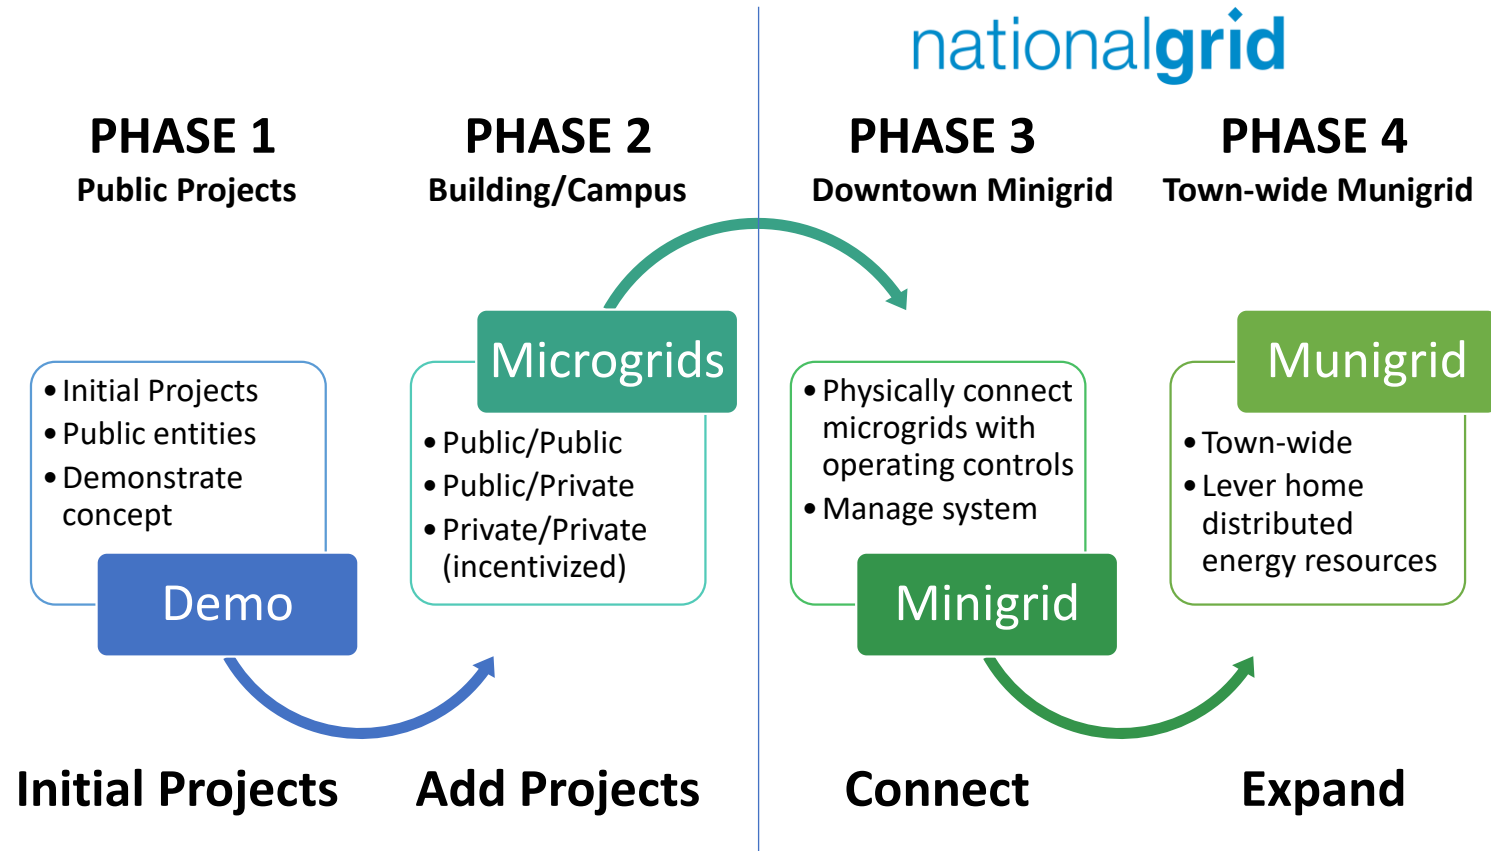 nationalgrid
PHASE 1
Public Projects
PHASE 2
Building/Campus
PHASE 3
Downtown Minigrid
PHASE 4
Town-wide Munigrid
• Initial Projects
• Public entities
• Demonstrate
concept
Demo
Microgrids
• Public/Public
• Public/Private
• Private/Private
(incentivized)
• Physically connect
microgrids with
operating controls
• Manage system
Minigrid
Munigrid
• Town-wide
• Lever home
distributed
energy resources
Initial Projects
Add Projects
Connect
Expand